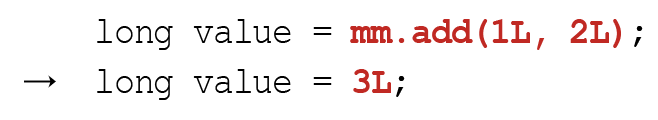 long value = mm.add(1L, 2L);
→ long value = 3L;